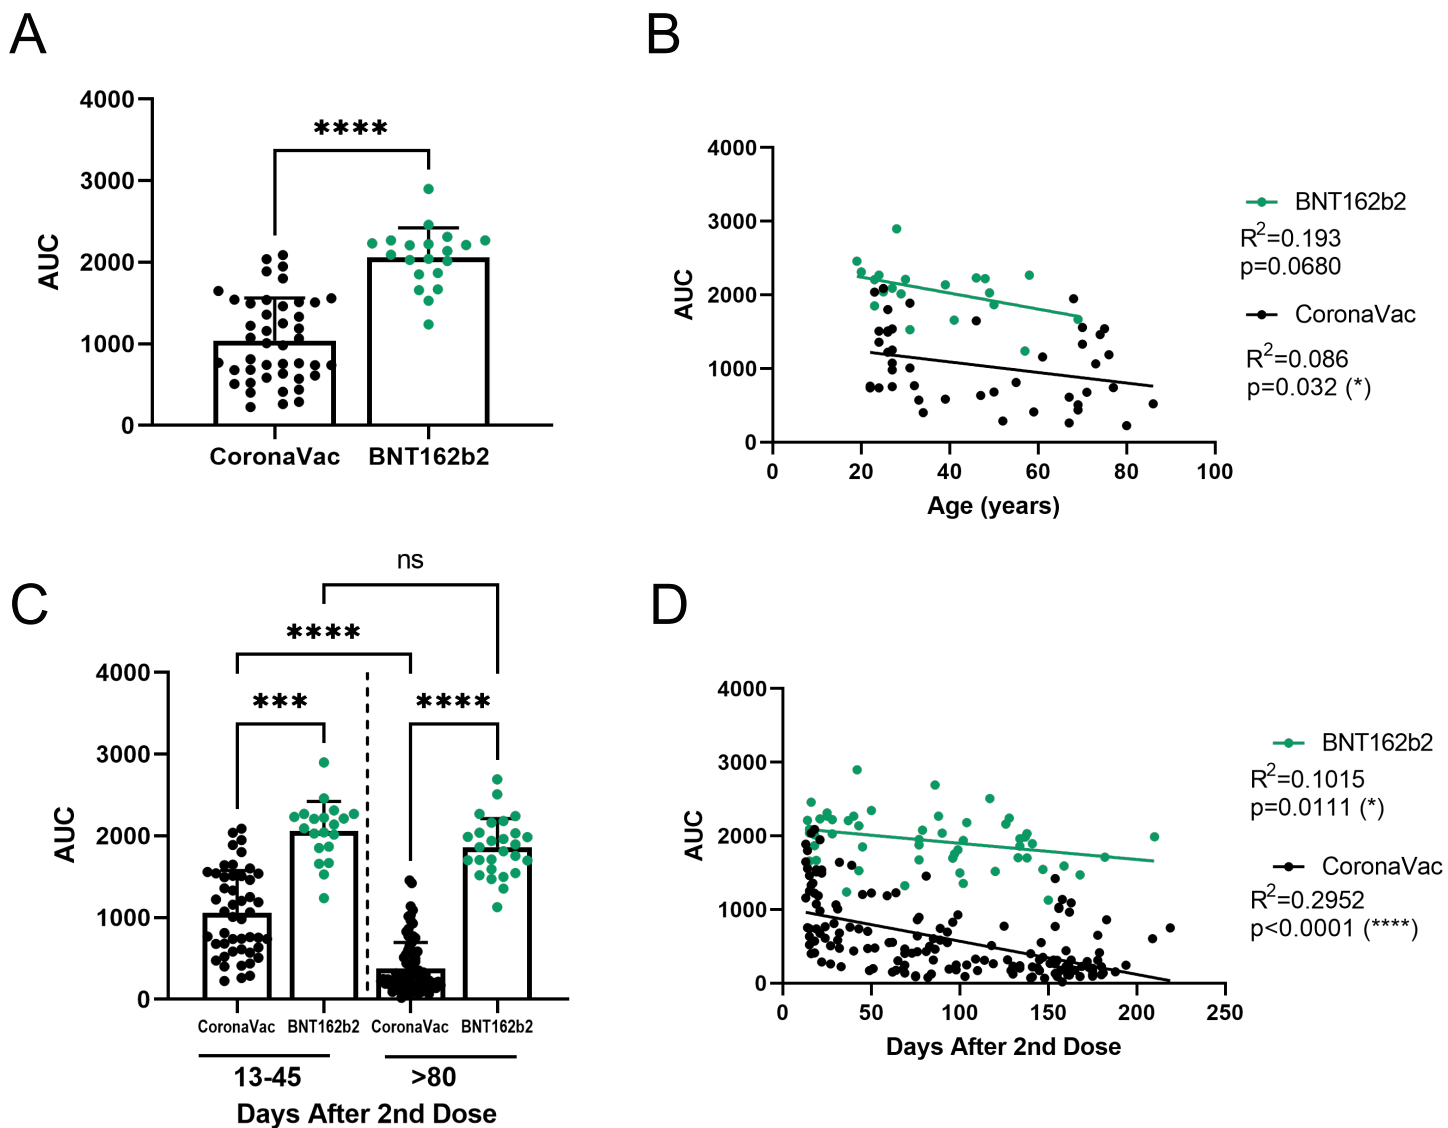 A
4000
3000
2000
1000
0
AUC
****
CoronaVac
BNT162b2
B
4000
3000
2000
1000
0
AUC
0
20
40
60
80
100
Age (years)
BNT162b2
R2=0.193
p=0.0680
CoronaVac
R2=0.086
p=0.032 (*)
C
ns
****
***
****
4000
3000
2000
1000
0
AUC
CoronaVac
BNT162b2
CoronaVac
BNT162b2
13-45
>80
Days After 2nd Dose
D
4000
3000
2000
1000
0
AUC
0
50
100
150
200
250
Days After 2nd Dose
BNT162b2
R2=0.1015
p=0.0111 (*)
CoronaVac
R2=0.2952
p<0.0001 (****)